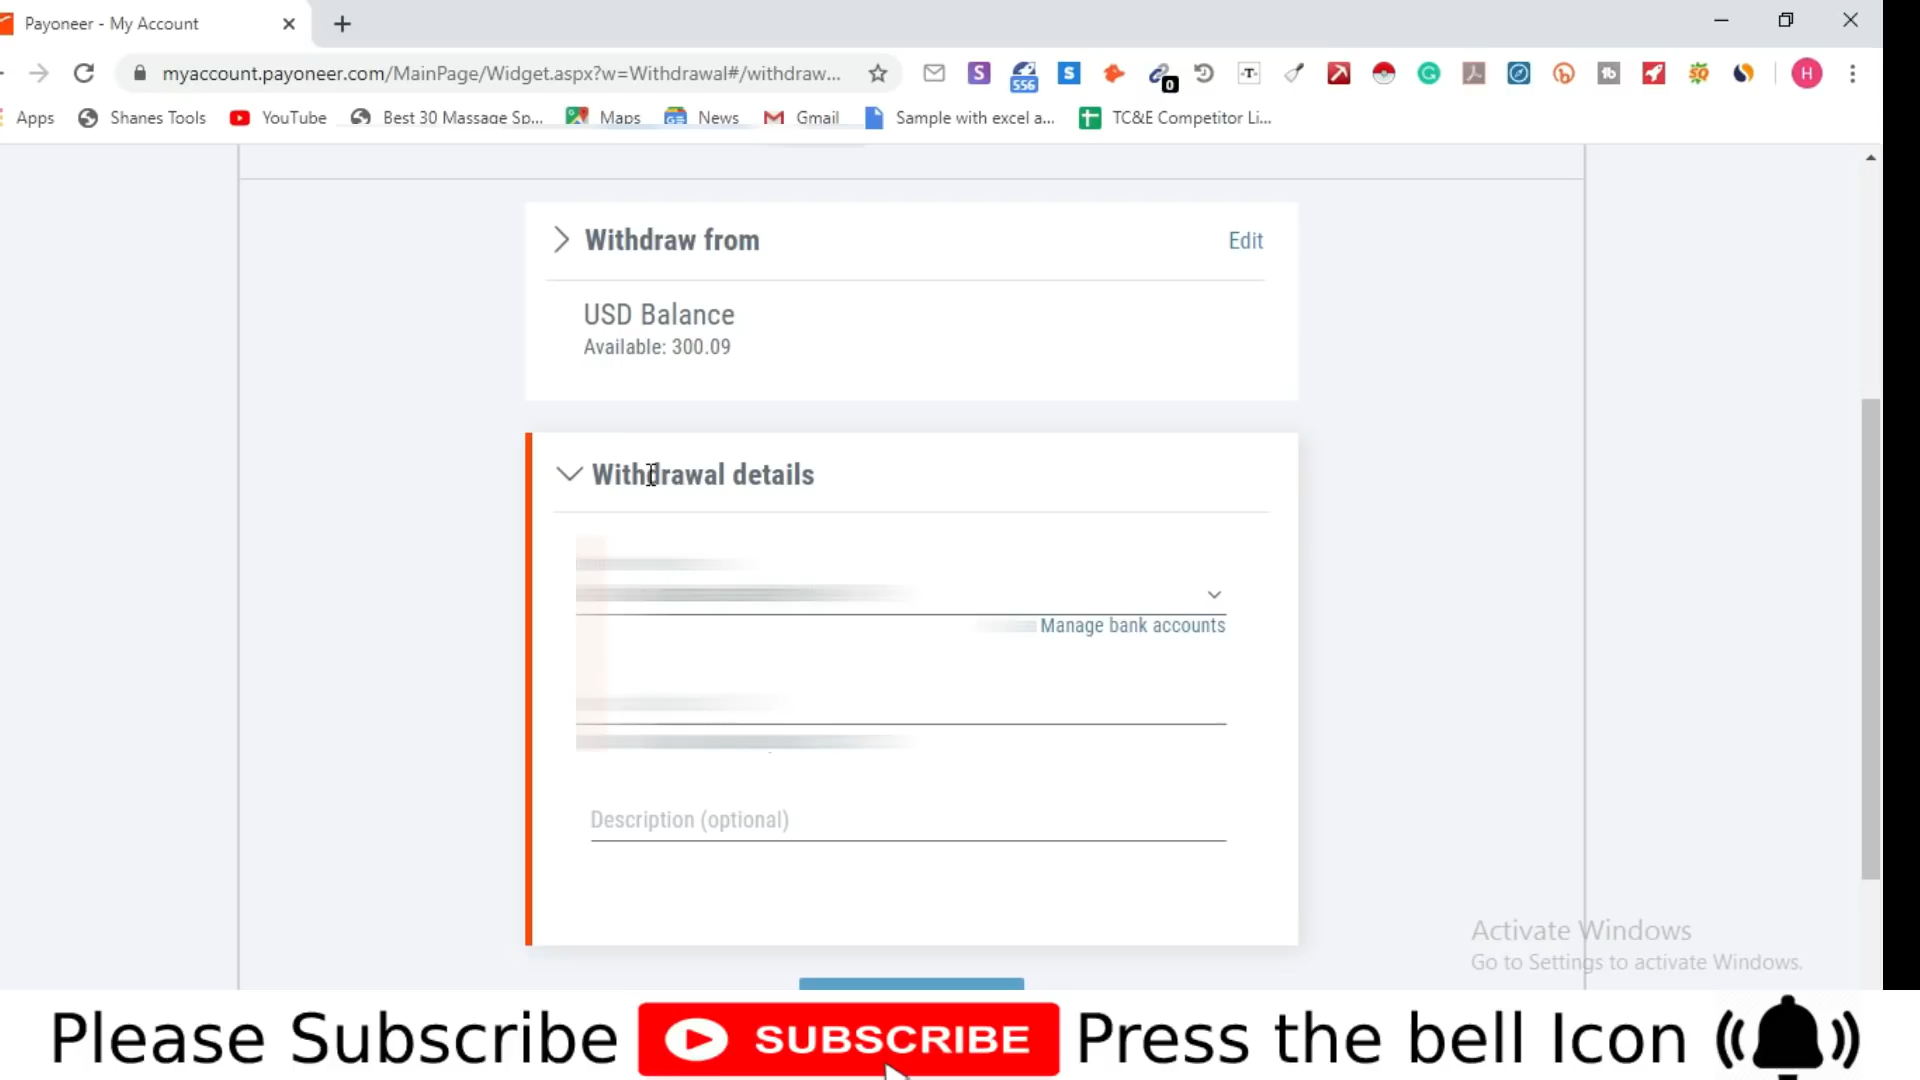 Payoneer - My Account
myaccount.payoneer.com/MainPage/Widget.aspx?w=Withdrawal#/withdraw...
S
556
S
0
T
tb
H
Apps
Shanes Tools
YouTube
Best 30 Massage Sp...
Maps
News
Gmail
Sample with excel a...
TC&E Competitor Li...
Withdraw from
Edit
USD Balance
Available: 300.09
Withdrawal details
Manage bank accounts
Description (optional)
Activate Windows
Go to Settings to activate Windows.
Please Subscribe
SUBSCRIBE
Press the bell Icon